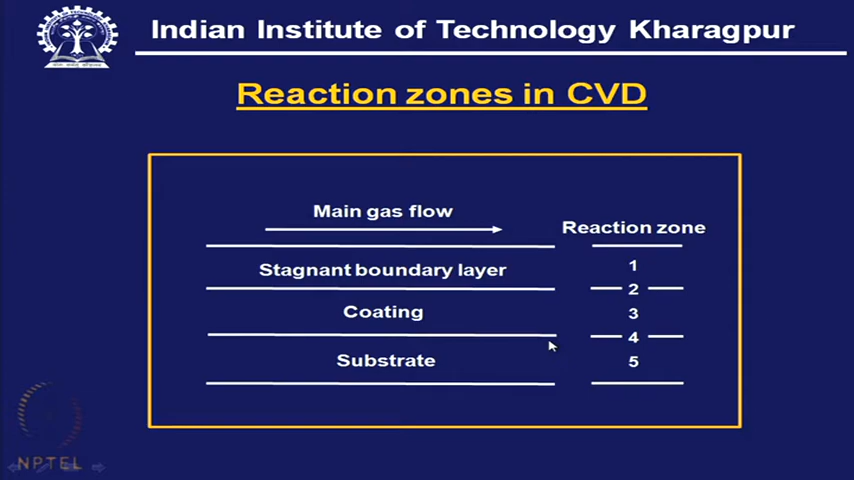 Indian Institute of Technology Kharagpur
Reaction zones in CVD
Main gas flow
Reaction zone
Stagnant boundary layer
1
2
Coating
3
4
Substrate
5
NPTEL